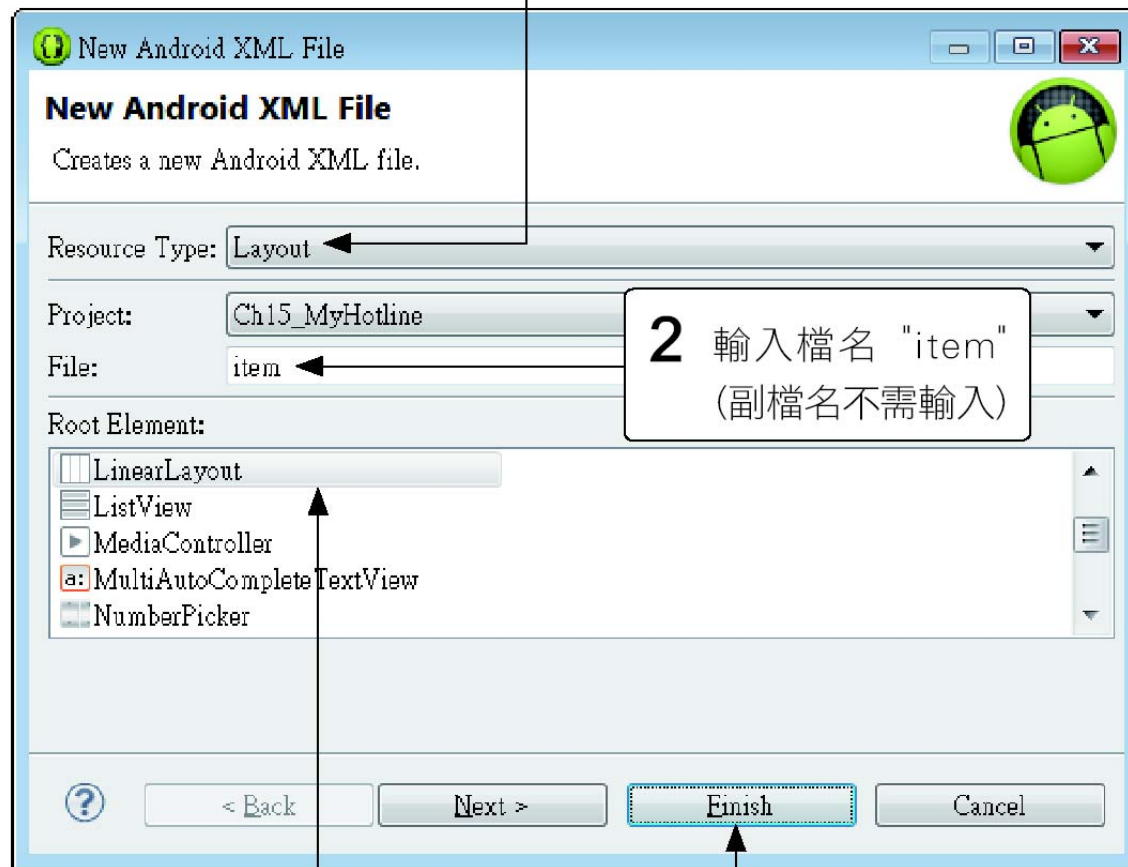 New Android XML File
New Android XML File
Creates a new Android XML file.
Resource Type: Layout
Project: Ch15_MyHotline
File: item
2 輸入檔名 "item"
(副檔名不需輸入)
Root Element:
LinearLayout
ListView
MediaController
a: MultiAutoCompleteTextView
NumberPicker
? < Back Next > Finish Cancel